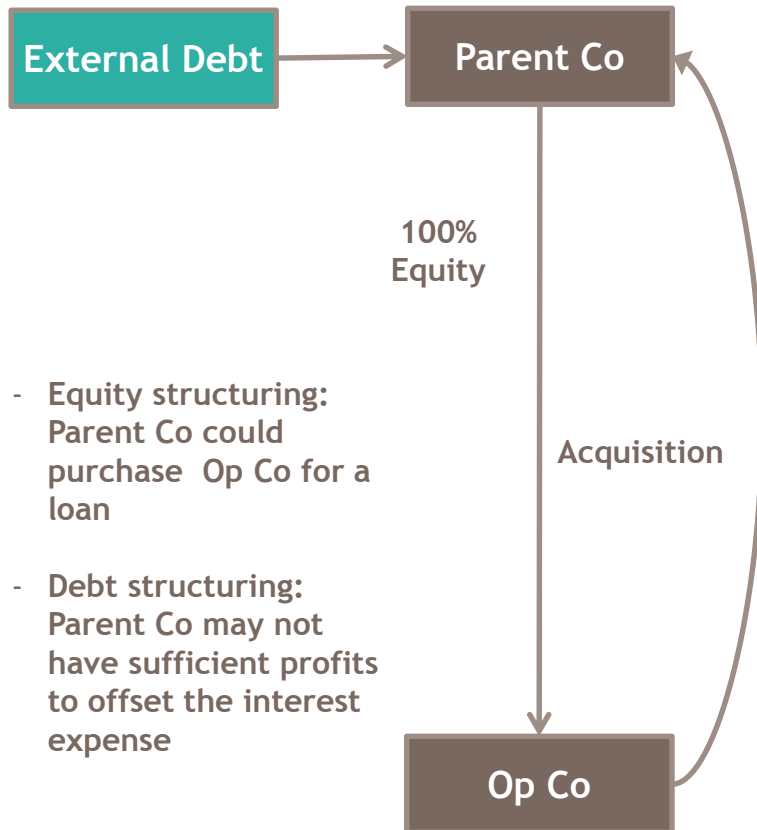 External Debt
Parent Co
100%
Equity
- Equity structuring:
Parent Co could
purchase Op Co for a
loan
Acquisition
- Debt structuring:
Parent Co may not
have sufficient profits
to offset the interest
expense
Op Co